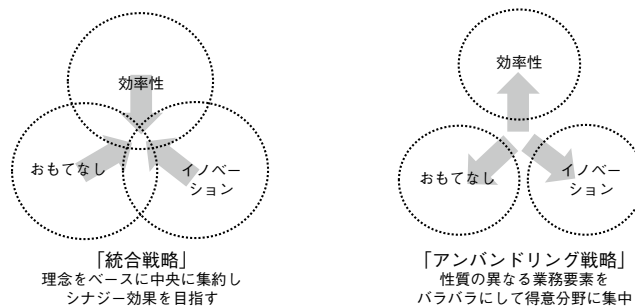 効率性
おもてなし
イノベー
ション
「統合戦略」
理念をベースに中央に集約し
シナジー効果を目指す
効率性
おもてなし
イノベー
ション
「アンバンドリング戦略」
性質の異なる業務要素を
バラバラにして得意分野に集中